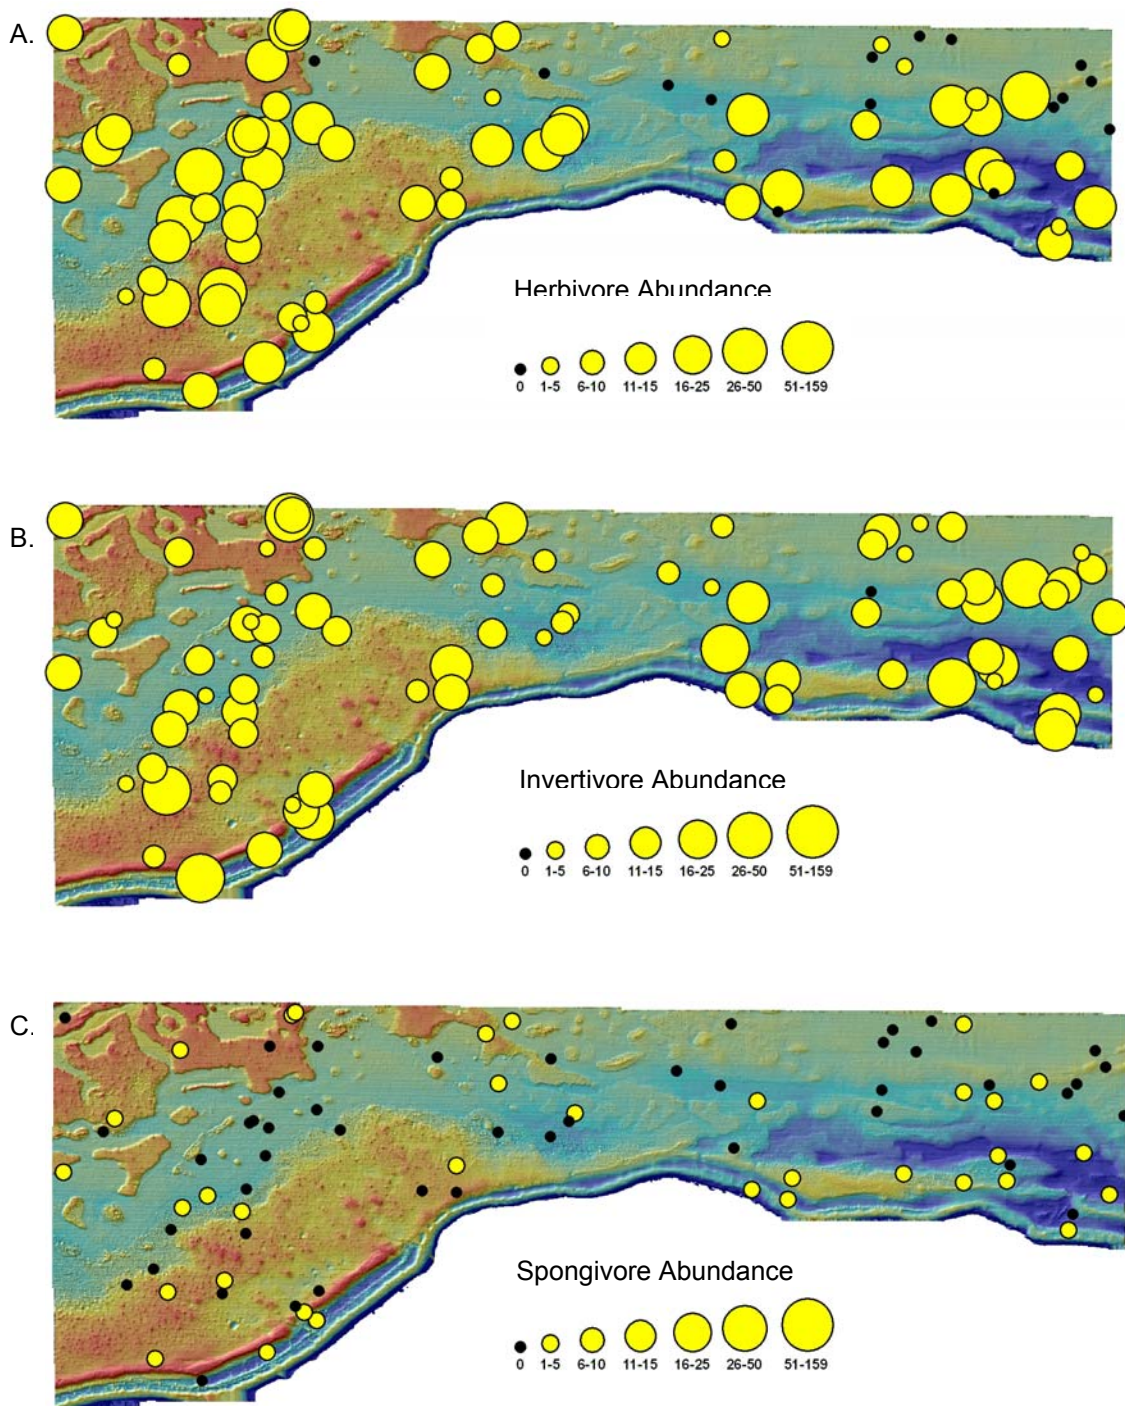 A.
Herbivore Abundance
0 1-5 6-10 11-15 16-25 26-50 51-159
B.
Invertivore Abundance
0 1-5 6-10 11-15 16-25 26-50 51-159
C.
Spongivore Abundance
0 1-5 6-10 11-15 16-25 26-50 51-159